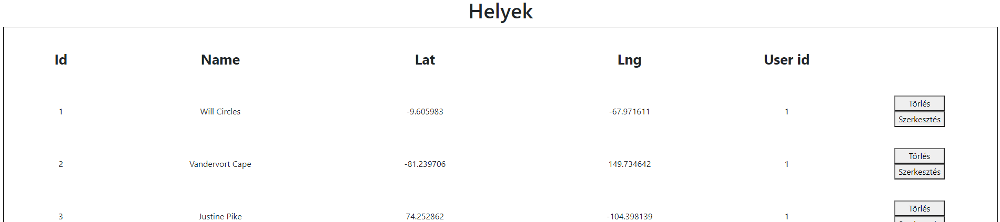 Helyek
Id Name Lat Lng User id
1 Will Circles -9.605983 -67.971611 1 Törlés
Szerkesztés
2 Vandervort Cape -81.239706 149.734642 1 Törlés
Szerkesztés
3 Justine Pike 74.252862 -104.398139 1 Törlés